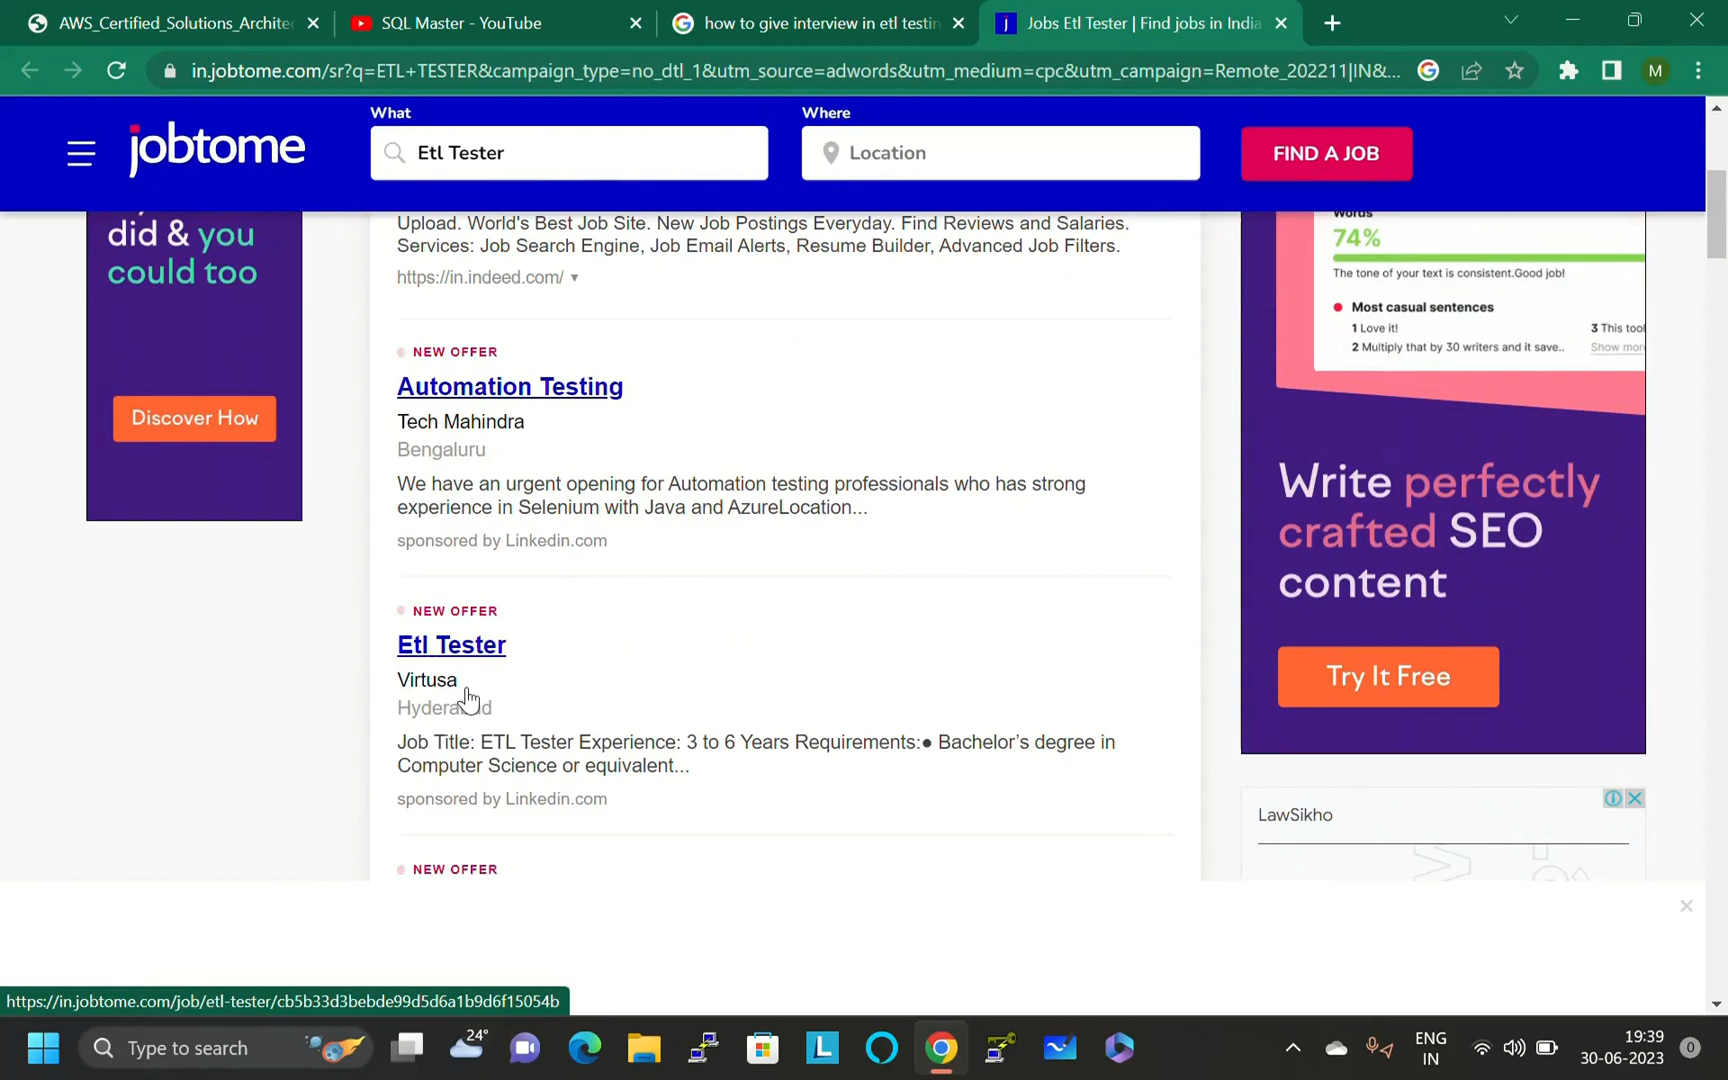 AWS_Certified_Solutions_Archite
SQL Master - YouTube
how to give interview in etl testin
Jobs Etl Tester | Find jobs in India
in.jobtome.com/sr?q=ETL+TESTER&campaign_type=no_dtl_1&utm_source=adwords&utm_medium=cpc&utm_campaign=Remote_202211|IN&...
M
jobtome
What
Etl Tester
Where
Location
FIND A JOB
did & you
could too
Discover How
Upload. World's Best Job Site. New Job Postings Everyday. Find Reviews and Salaries.
Services: Job Search Engine, Job Email Alerts, Resume Builder, Advanced Job Filters.
https://in.indeed.com/
NEW OFFER
Automation Testing
Tech Mahindra
Bengaluru
We have an urgent opening for Automation testing professionals who has strong
experience in Selenium with Java and AzureLocation...
sponsored by Linkedin.com
NEW OFFER
Etl Tester
Virtusa
Job Title: ETL Tester Experience: 3 to 6 Years Requirements:● Bachelor's degree in
Computer Science or equivalent...
sponsored by Linkedin.com
NEW OFFER
Words
74%
The tone of your text is consistent.Good job!
Most casual sentences
1 Love it!
3 This tool
2 Multiply that by 30 writers and it save..
Show more
Write perfectly
crafted SEO
content
Try It Free
LawSikho
https://in.jobtome.com/job/etl-tester/cb5b33d3bebde99d5d6a1b9d6f15054b
Type to search
24°
L
ENG
IN
19:39
30-06-2023
0